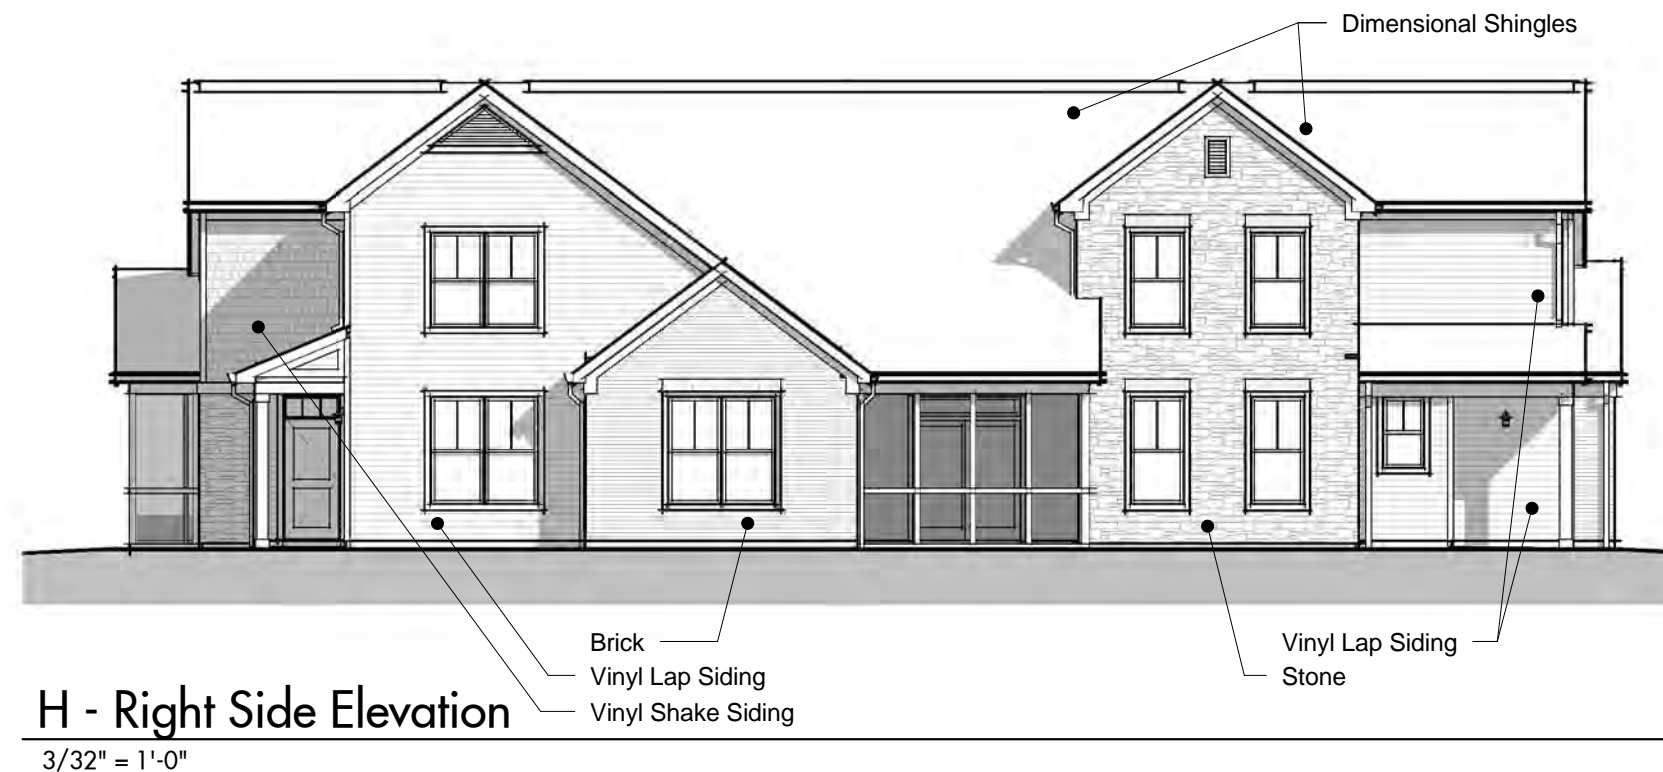 Dimensional Shingles
Brick
Vinyl Lap Siding
Vinyl Shake Siding
Vinyl Lap Siding
Stone
H - Right Side Elevation
3/32" = 1'-0"